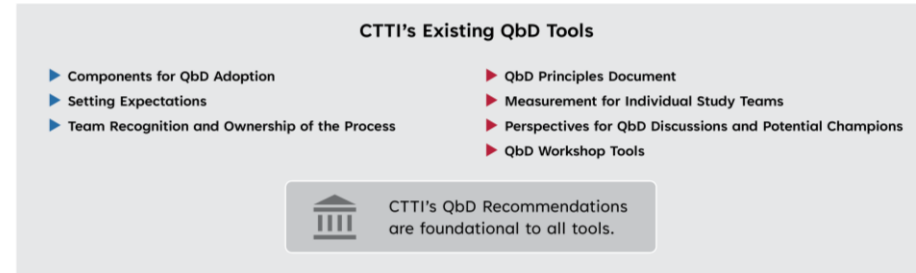 CTTI's Existing QbD Tools
Components for QbD Adoption
Setting Expectations
Team Recognition and Ownership of the Process
QbD Principles Document
Measurement for Individual Study Teams
Perspectives for QbD Discussions and Potential Champions
QbD Workshop Tools
CTTI's QbD Recommendations
are foundational to all tools.